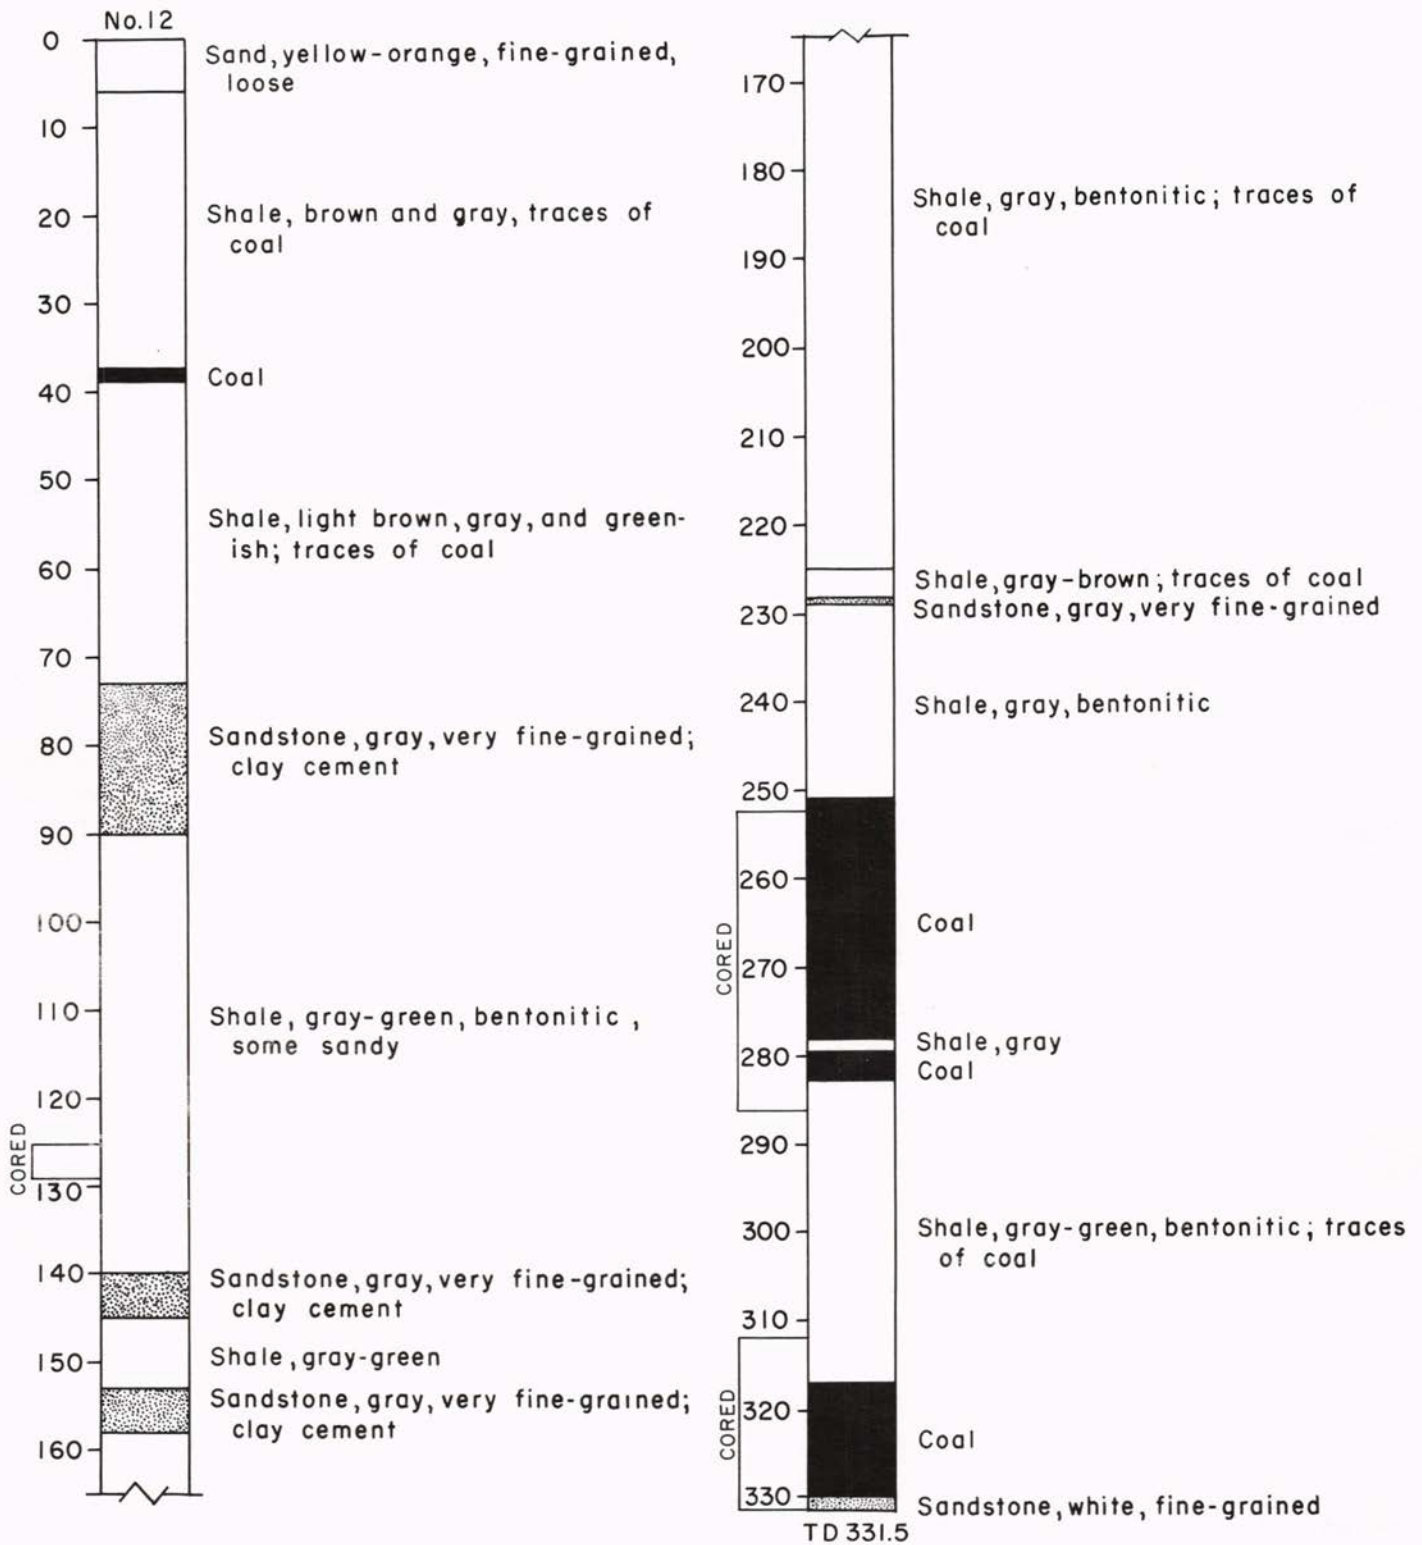 No.12
0
Sand, yellow-orange, fine-grained,
loose
10
Shale, brown and gray, traces of
20
coal
30
Coal
40
50
Shale, light brown, gray, and green-
ish; traces of coal
60
70
Sandstone, gray, very fine-grained;
80
clay cement
90
100
110
Shale, gray-green, bentonitic,
some sandy
120
CORED
130
140
Sandstone, gray, very fine-grained;
clay cement
150
Shale, gray-green
Sandstone, gray, very fine-grained;
clay cement
160
170
180
Shale, gray, bentonitic; traces of
coal
190
200
210
220
Shale, gray-brown; traces of coal
Sandstone, gray, very fine-grained
230
240
Shale, gray, bentonitic
250
260
Coal
CORED
270
Shale, gray
280
Coal
290
300
Shale, gray-green, bentonitic; traces
of coal
310
320
CORED
Coal
330
Sandstone, white, fine-grained
TD 331.5